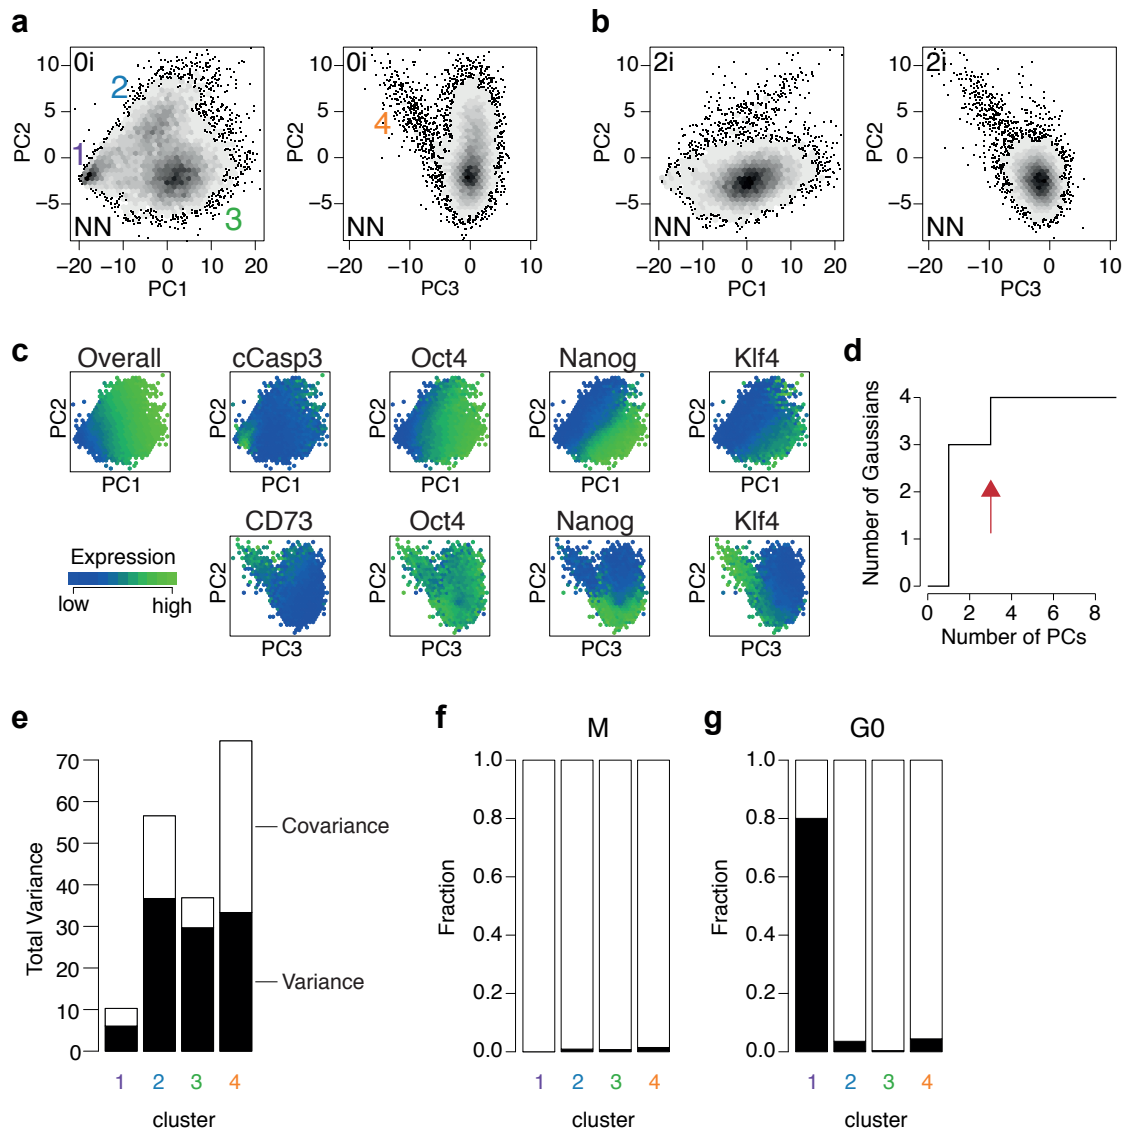 a
b
0i
2
1
3
NN
PC2
10
5
0
−5
−20 −10 0 10 20
PC1
4
NN
PC2
10
5
0
−5
−20 −10 0 10
PC3
2i
NN
PC2
10
5
0
−5
−20 −10 0 10 20
PC1
2i
NN
PC2
10
5
0
−5
−20 −10 0 10
PC3
c
Overall cCasp3 Oct4 Nanog Klf4
PC2 PC2 PC2 PC2 PC2
PC1 PC1 PC1 PC1 PC1
CD73 Oct4 Nanog Klf4
PC2 PC2 PC2 PC2
PC3 PC3 PC3 PC3
Expression
low high
d
Number of Gaussians
4
3
2
1
0
0 2 4 6 8
Number of PCs
e
Total Variance
70
60
50
40
30
20
10
0
Covariance
Variance
1 2 3 4
cluster
f
M
Fraction
1.0
0.8
0.6
0.4
0.2
0.0
1 2 3 4
cluster
g
G0
Fraction
1.0
0.8
0.6
0.4
0.2
0.0
1 2 3 4
cluster